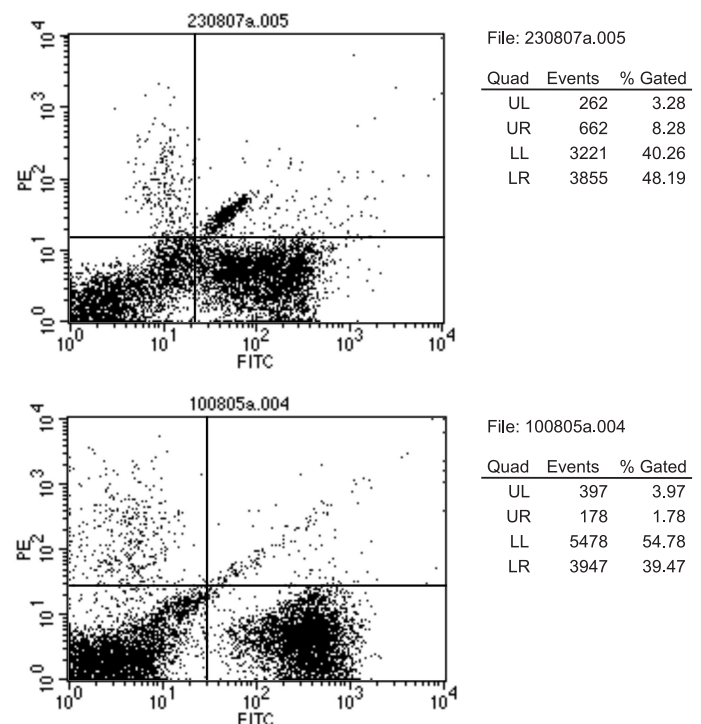 230807a.005
10^4
10^3
10^2
10^1
10^0
PE
10^0 10^1 10^2 10^3 10^4
FITC
File: 230807a.005
Quad Events % Gated
UL 262 3.28
UR 662 8.28
LL 3221 40.26
LR 3855 48.19
100805a.004
10^4
10^3
10^2
10^1
10^0
PE
10^0 10^1 10^2 10^3 10^4
FITC
File: 100805a.004
Quad Events % Gated
UL 397 3.97
UR 178 1.78
LL 5478 54.78
LR 3947 39.47